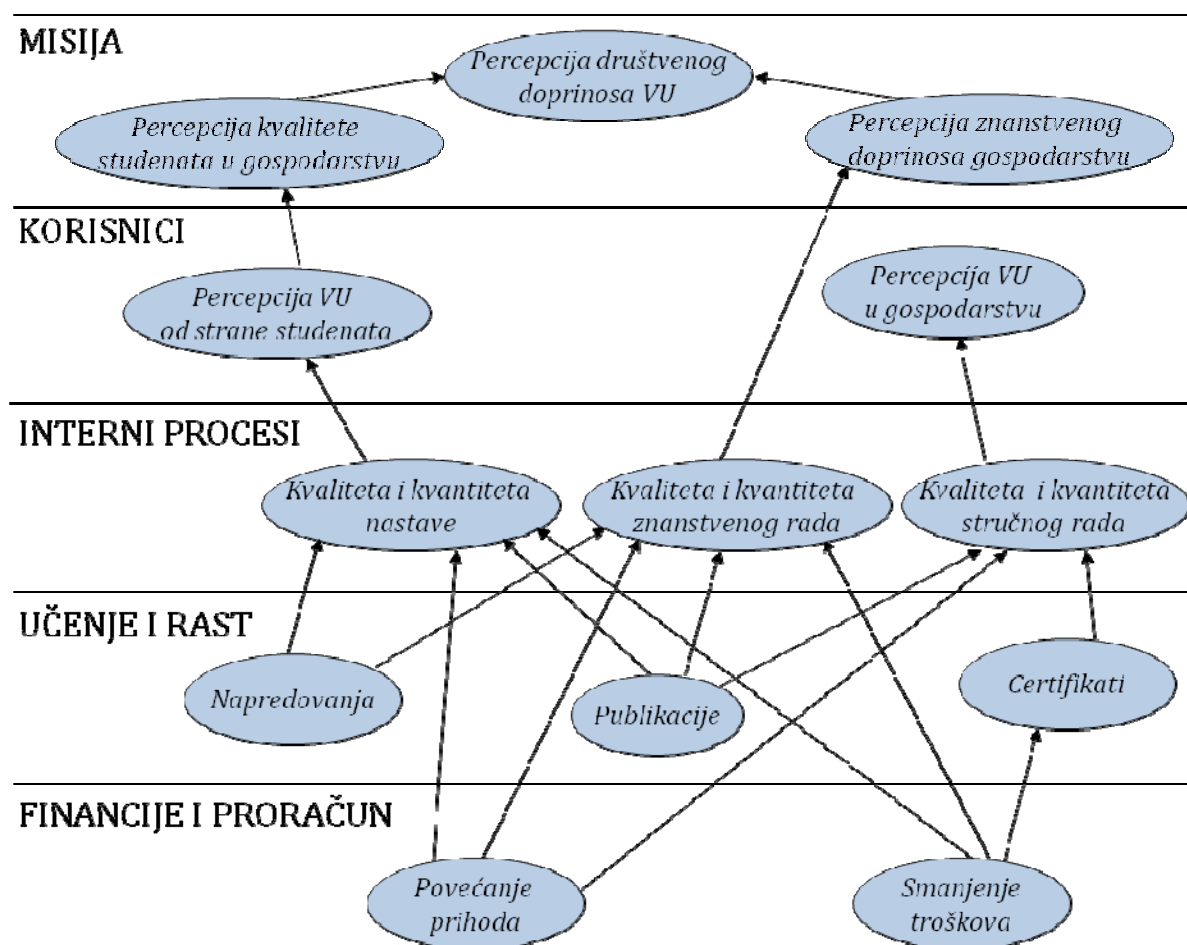 MISIJA
Percepcija društvenog
doprinosa VU
Percepcija kvalitete
studenata u gospodarstvu
Percepcija znanstvenog
doprinosa gospodarstvu
KORISNICI
Percepcija VU
od strane studenata
Percepcija VU
u gospodarstvu
INTERNI PROCESI
Kvaliteta i kvantiteta
nastave
Kvaliteta i kvantiteta
znanstvenog rada
Kvaliteta i kvantiteta
stručnog rada
UČENJE I RAST
Napredovanja
Publikacije
Certifikati
FINANCIJE I PRORAČUN
Povećanje
prihoda
Smanjenje
troškova